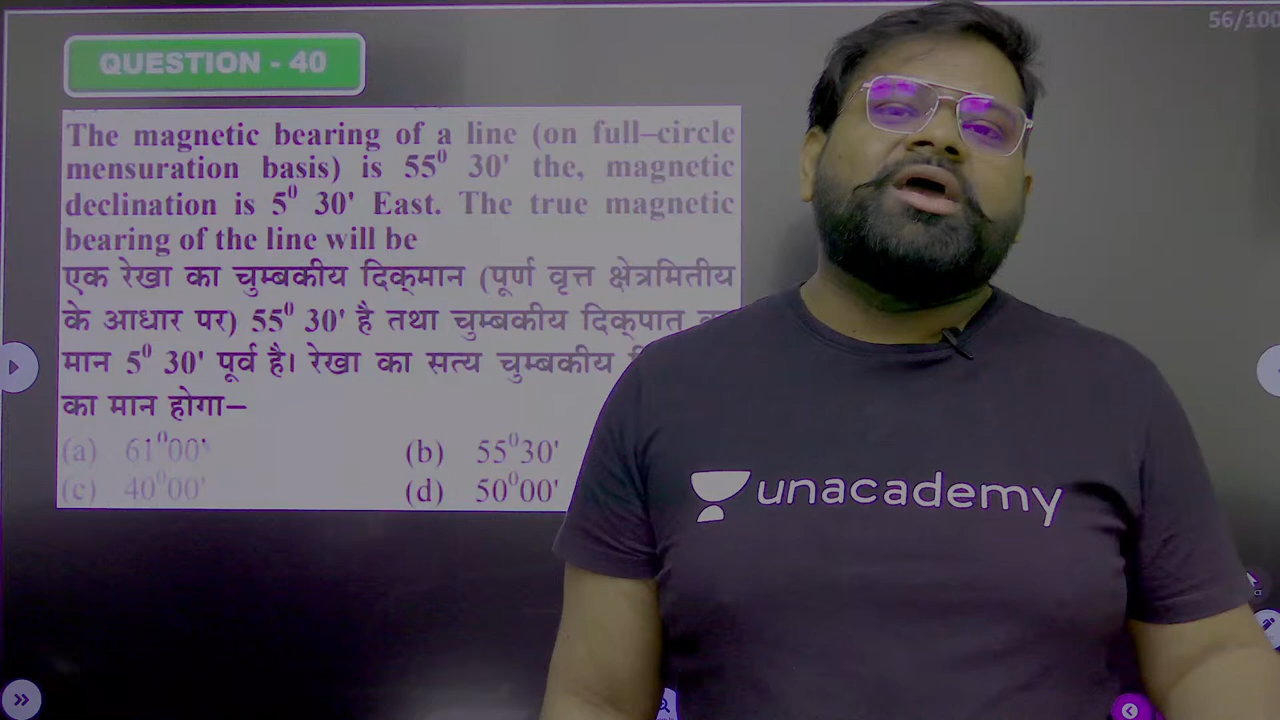 56/100
QUESTION - 40
The magnetic bearing of a line (on full–circle
mensuration basis) is 55⁰ 30' the, magnetic
declination is 5⁰ 30' East. The true magnetic
bearing of the line will be
एक रेखा का चुम्बकीय दिक्‌मान (पूर्ण वृत्त क्षेत्रमितीय
के आधार पर) 55⁰ 30' है तथा चुम्बकीय दिक्‌पात
मान 5⁰ 30' पूर्व है। रेखा का सत्य चुम्बकीय
का मान होगा–
(a) 61⁰00' (b) 55⁰30'
(c) 40⁰00' (d) 50⁰00'
unacademy